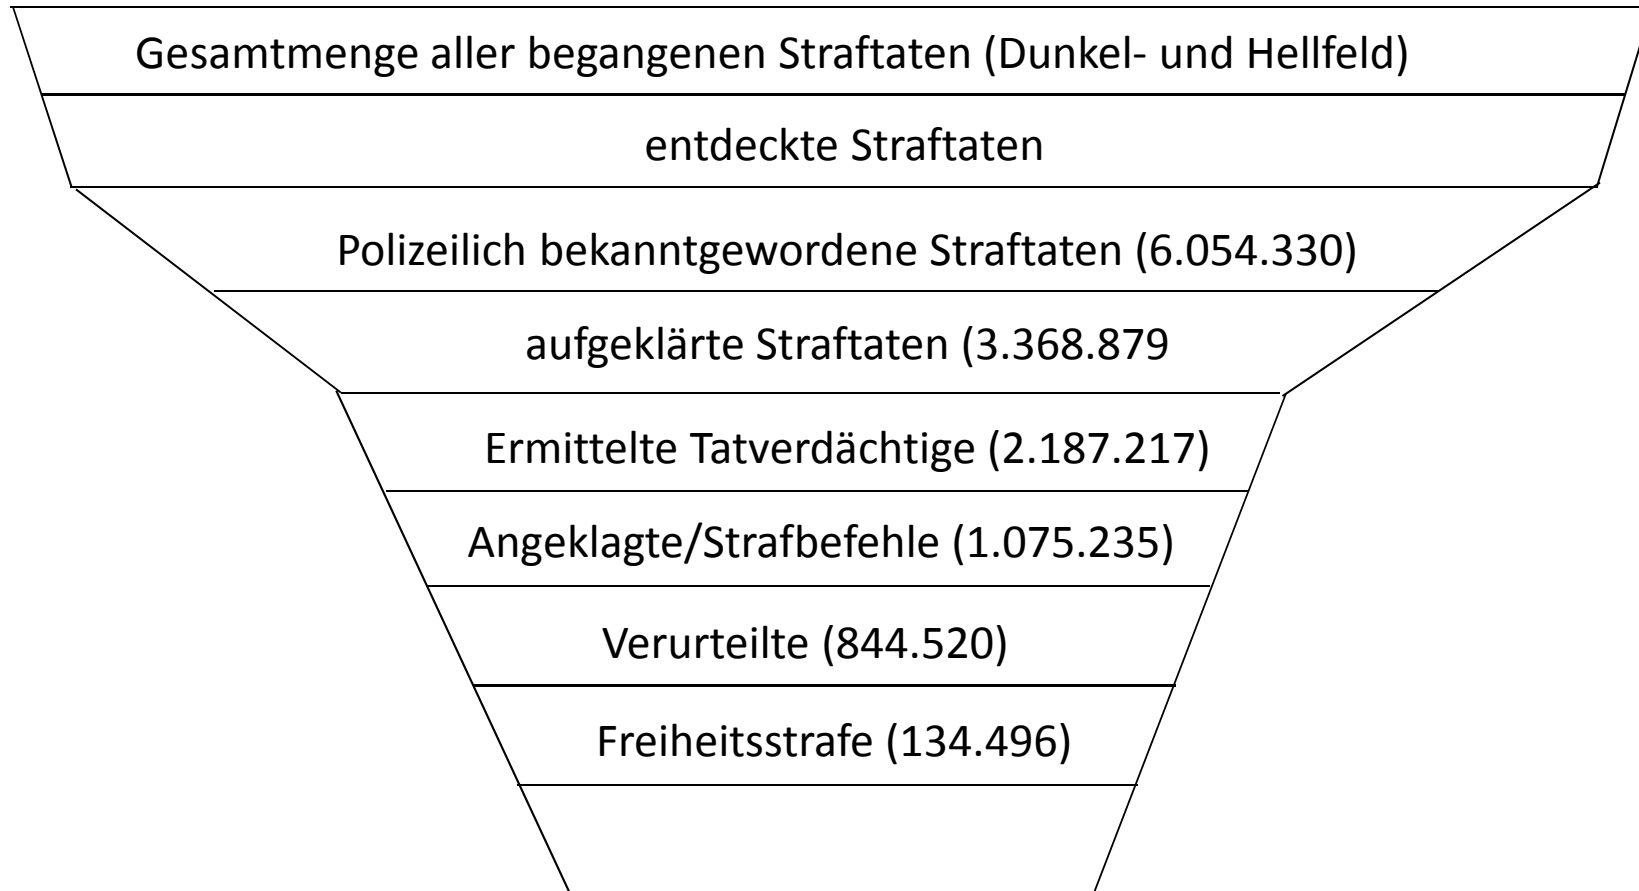 Gesamtmenge aller begangenen Straftaten (Dunkel- und Hellfeld)
entdeckte Straftaten
Polizeilich bekanntgewordene Straftaten (6.054.330)
aufgeklärte Straftaten (3.368.879
Ermittelte Tatverdächtige (2.187.217)
Angeklagte/Strafbefehle (1.075.235)
Verurteilte (844.520)
Freiheitsstrafe (134.496)